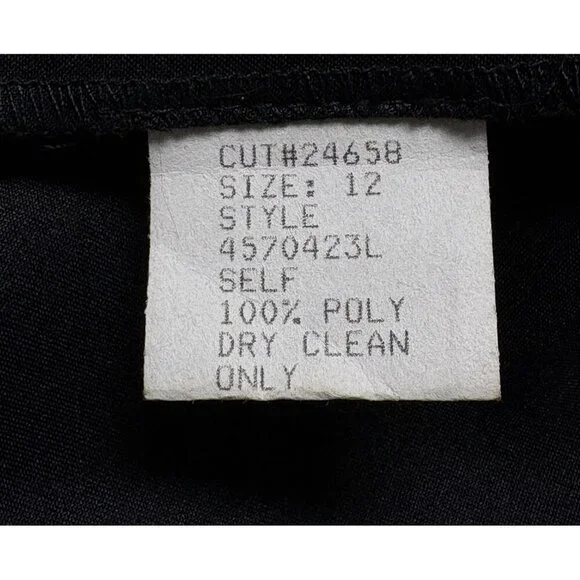 CUT#24658
SIZE: 12
STYLE
4570423L
SELF
100% POLY
DRY CLEAN
ONLY